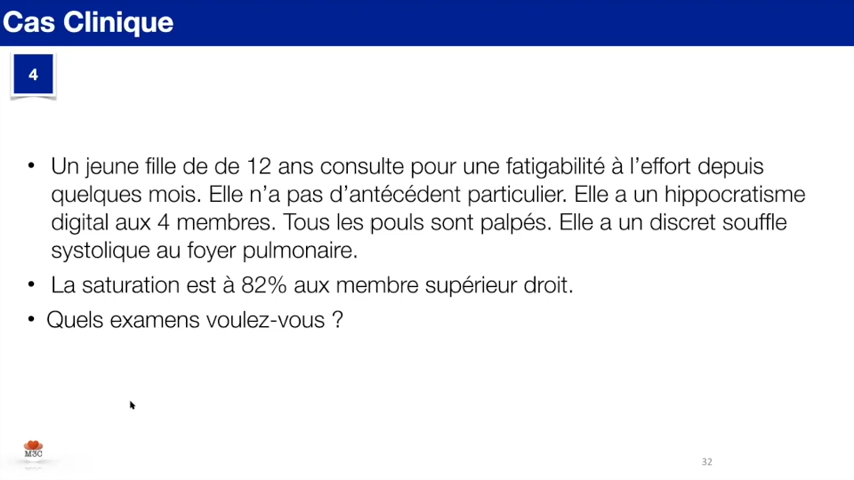 Cas Clinique
4
• Un jeune fille de de 12 ans consulte pour une fatigabilité à l'effort depuis
quelques mois. Elle n'a pas d'antécédent particulier. Elle a un hippocratisme
digital aux 4 membres. Tous les pouls sont palpés. Elle a un discret souffle
systolique au foyer pulmonaire.
• La saturation est à 82% aux membre supérieur droit.
• Quels examens voulez-vous ?
M3C
32